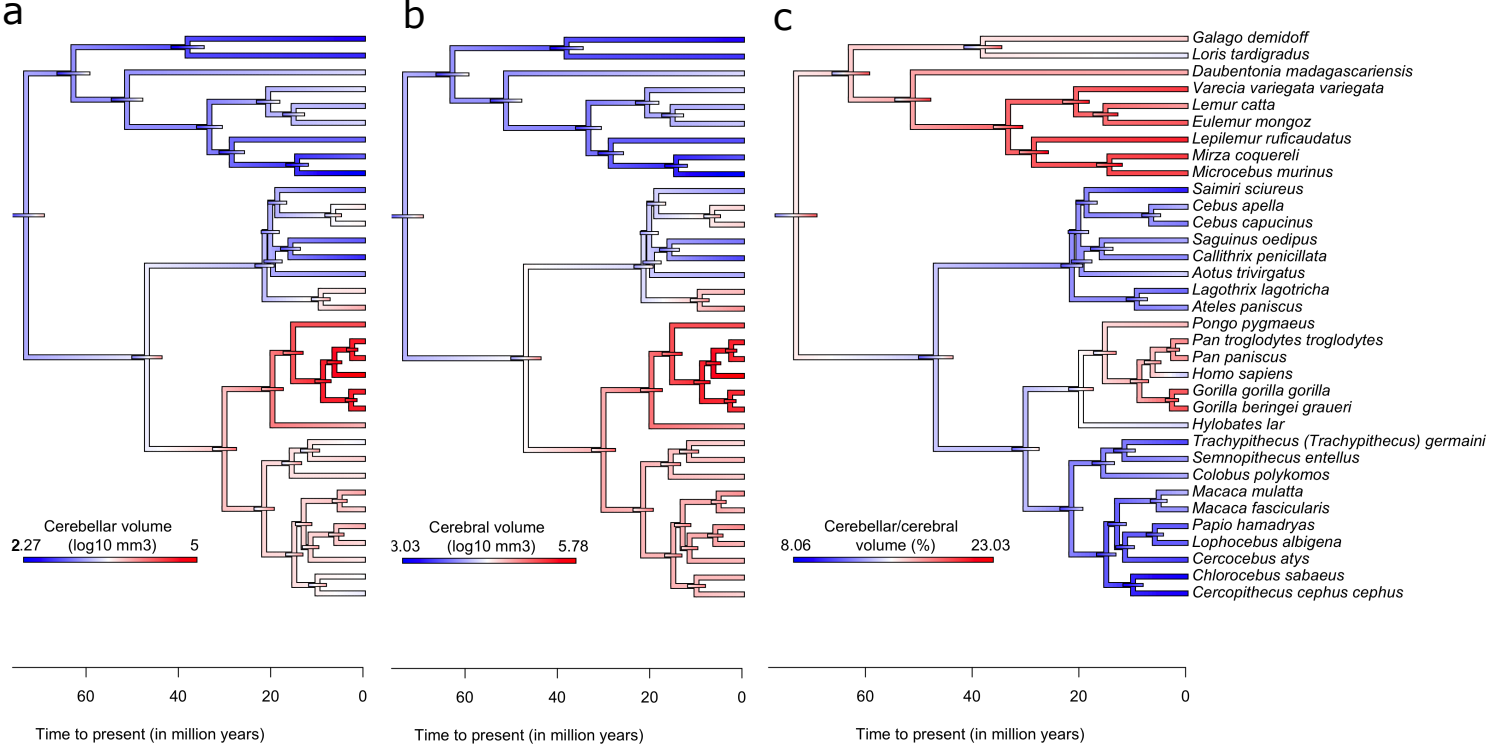 a
b
c
Galago demidoff
Loris tardigradus
Daubentonia madagascariensis
Varecia variegata variegata
Lemur catta
Eulemur mongoz
Lepilemur ruficaudatus
Mirza coquereli
Microcebus murinus
Saimiri sciureus
Cebus apella
Cebus capucinus
Saguinus oedipus
Callithrix penicillata
Aotus trivirgatus
Lagothrix lagotricha
Ateles paniscus
Pongo pygmaeus
Pan troglodytes troglodytes
Pan paniscus
Homo sapiens
Gorilla gorilla gorilla
Gorilla beringei graueri
Hylobates lar
Trachypithecus (Trachypithecus) germaini
Semnopithecus entellus
Colobus polykomos
Macaca mulatta
Macaca fascicularis
Papio hamadryas
Lophocebus albigena
Cercocebus atys
Chlorocebus sabaeus
Cercopithecus cephus cephus
Cerebellar volume
2.27 (log10 mm3) 5
Cerebral volume
3.03 (log10 mm3) 5.78
Cerebellar/cerebral
8.06 volume (%) 23.03
60 40 20 0
60 40 20 0
60 40 20 0
Time to present (in million years)
Time to present (in million years)
Time to present (in million years)